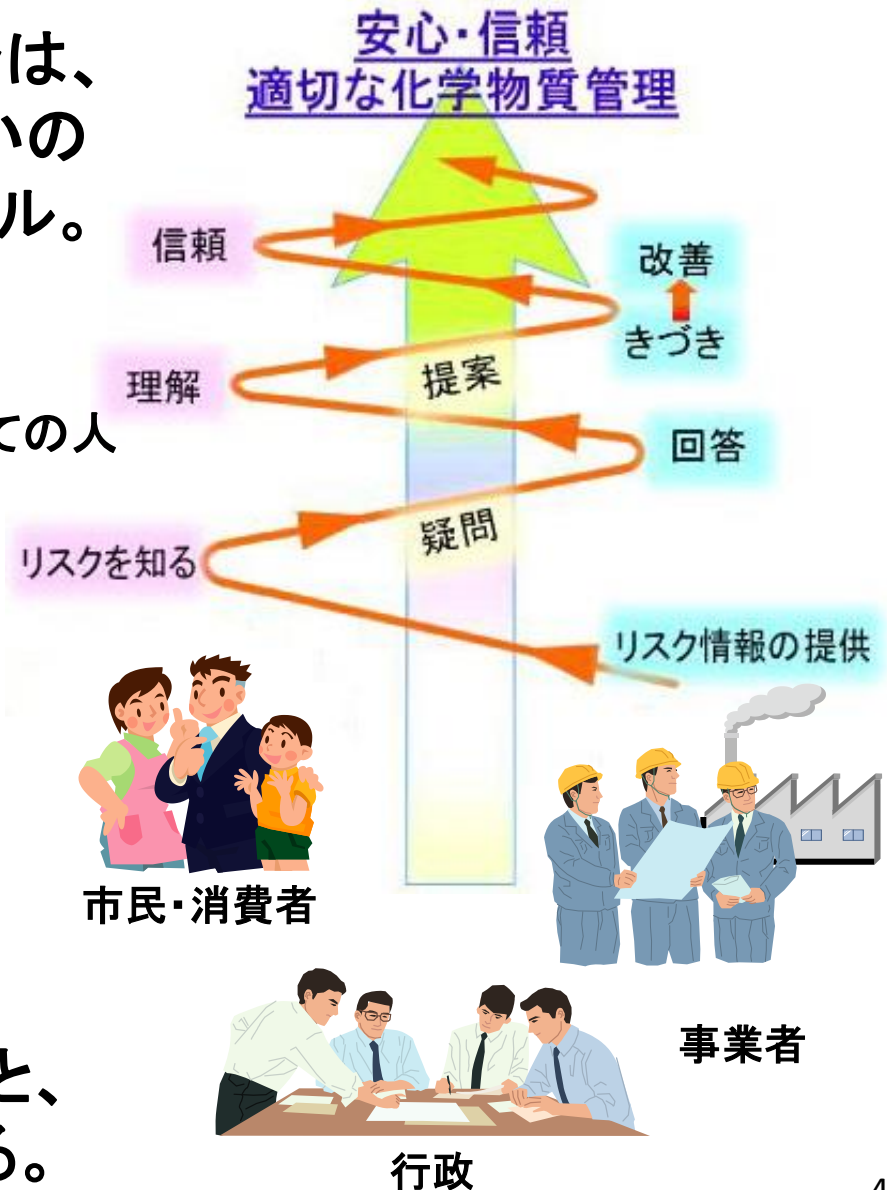 は、
いの
ル。
ての人
安心・信頼
適切な化学物質管理
信頼
改善
きづき
理解
提案
回答
疑問
リスクを知る
リスク情報の提供
市民・消費者
事業者
行政
と、
る。
4